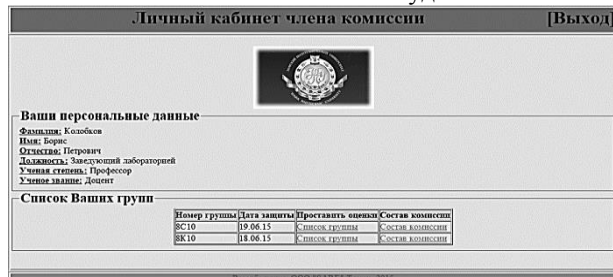 Личный кабинет члена комиссии [Выход]
Ваши персональные данные
Фамилия: Колобков
Имя: Борис
Отчество: Петрович
Должность: Заведующий лабораторией
Ученая степень: Профессор
Ученое звание: Доцент
Список Ваших групп
Номер группы Дата защиты Проставить оценки Состав комиссии
8С10 19.06.15 Список группы Состав комиссии
8К10 18.06.15 Список группы Состав комиссии